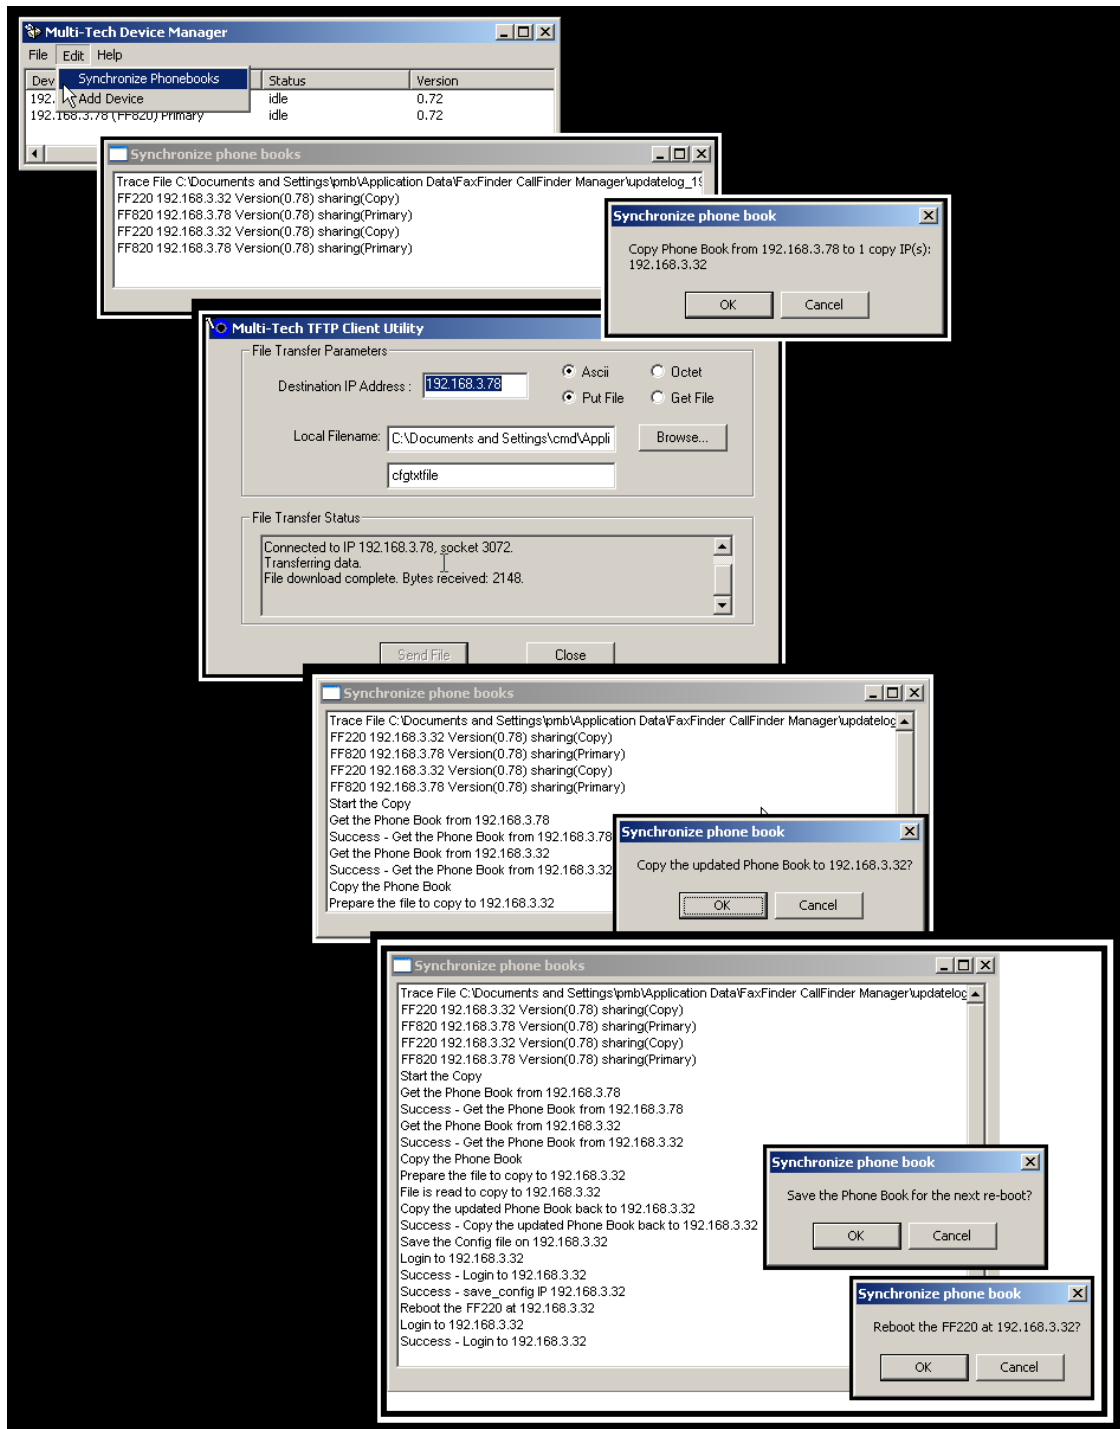 Multi-Tech Device Manager
File Edit Help
Dev Status Version
Synchronize Phonebooks
192. idle 0.72
Add Device
192.168.3.78 (FF820) Primary idle 0.72
Synchronize phone books
Trace File C:\Documents and Settings\pmb\Application Data\FaxFinder CallFinder Manager\updatelog_19
FF220 192.168.3.32 Version(0.78) sharing(Copy)
FF820 192.168.3.78 Version(0.78) sharing(Primary)
FF220 192.168.3.32 Version(0.78) sharing(Copy)
FF820 192.168.3.78 Version(0.78) sharing(Primary)
Synchronize phone book
Copy Phone Book from 192.168.3.78 to 1 copy IP(s):
192.168.3.32
OK Cancel
Multi-Tech TFTP Client Utility
File Transfer Parameters
Destination IP Address : 192.168.3.78
Ascii Octet
Put File Get File
Local Filename: C:\Documents and Settings\cmd\Appli Browse...
cfgtxtfile
File Transfer Status
Connected to IP 192.168.3.78, socket 3072.
Transferring data.
File download complete. Bytes received: 2148.
Send File Close
Synchronize phone books
Trace File C:\Documents and Settings\pmb\Application Data\FaxFinder CallFinder Manager\updatelog
FF220 192.168.3.32 Version(0.78) sharing(Copy)
FF820 192.168.3.78 Version(0.78) sharing(Primary)
FF220 192.168.3.32 Version(0.78) sharing(Copy)
FF820 192.168.3.78 Version(0.78) sharing(Primary)
Start the Copy
Get the Phone Book from 192.168.3.78
Success - Get the Phone Book from 192.168.3.78
Get the Phone Book from 192.168.3.32
Success - Get the Phone Book from 192.168.3.32
Copy the Phone Book
Prepare the file to copy to 192.168.3.32
Synchronize phone book
Copy the updated Phone Book to 192.168.3.32?
OK Cancel
Synchronize phone books
Trace File C:\Documents and Settings\pmb\Application Data\FaxFinder CallFinder Manager\updatelog
FF220 192.168.3.32 Version(0.78) sharing(Copy)
FF820 192.168.3.78 Version(0.78) sharing(Primary)
FF220 192.168.3.32 Version(0.78) sharing(Copy)
FF820 192.168.3.78 Version(0.78) sharing(Primary)
Start the Copy
Get the Phone Book from 192.168.3.78
Success - Get the Phone Book from 192.168.3.78
Get the Phone Book from 192.168.3.32
Success - Get the Phone Book from 192.168.3.32
Copy the Phone Book
Prepare the file to copy to 192.168.3.32
File is read to copy to 192.168.3.32
Copy the updated Phone Book back to 192.168.3.32
Success - Copy the updated Phone Book back to 192.168.3.32
Save the Config file on 192.168.3.32
Login to 192.168.3.32
Success - Login to 192.168.3.32
Success - save_config IP 192.168.3.32
Reboot the FF220 at 192.168.3.32
Login to 192.168.3.32
Success - Login to 192.168.3.32
Synchronize phone book
Save the Phone Book for the next re-boot?
OK Cancel
Synchronize phone book
Reboot the FF220 at 192.168.3.32?
OK Cancel